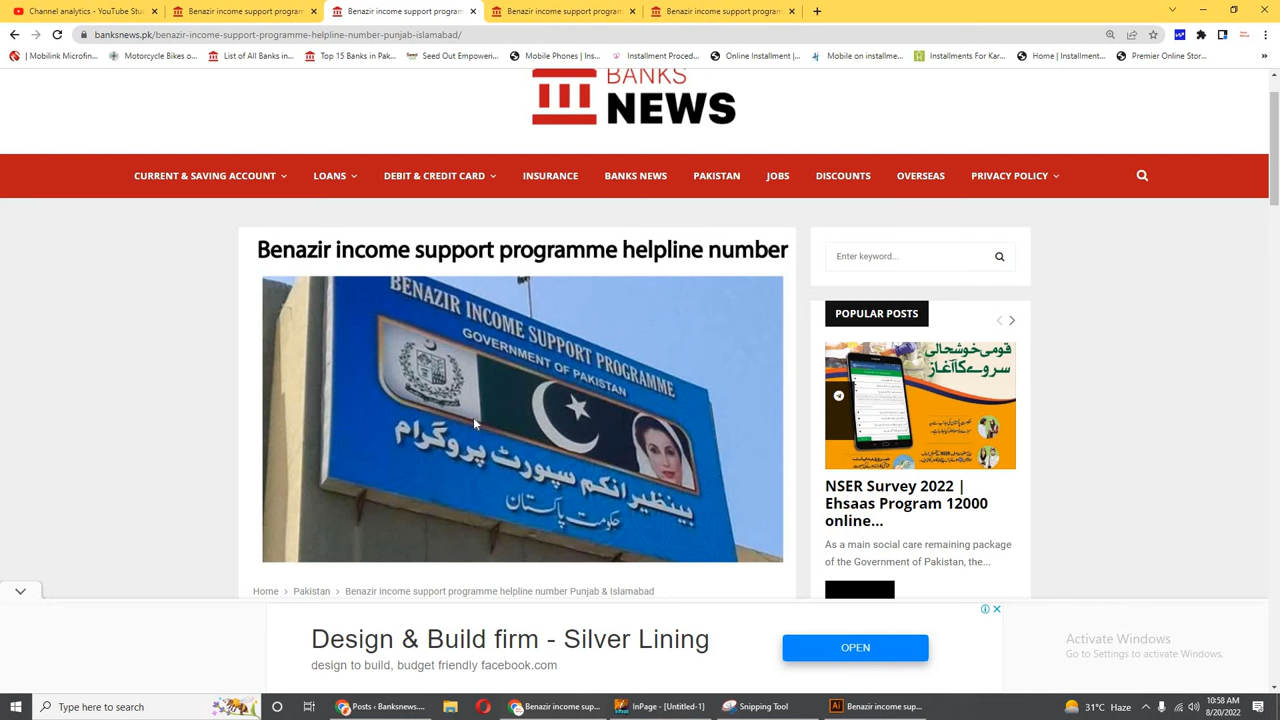 (4) YouTube Stu
Benazir income support program
Benazir income support program
Benazir income support program
Benazir income support program
banksnews.pk/benazir-income-support-programme-helpline-number-punjab-islamabad/
| Mobilink Microfin...
Motorcycle Bikes o...
List of All Banks in...
Top 15 Banks in Pak...
Seed Out Empoweri...
Mobile Phones | Ins...
Installment Proced...
Online Installment |...
Mobile on installme...
Installments For Kar...
Home | Installment...
Premier Online Stor...
BANKS
NEWS
CURRENT & SAVING ACCOUNT
LOANS
DEBIT & CREDIT CARD
INSURANCE
BANKS NEWS
PAKISTAN
JOBS
DISCOUNTS
OVERSEAS
PRIVACY POLICY
Benazir income support programme helpline number
BENAZIR INCOME SUPPORT PROGRAMME
GOVERNMENT OF PAKISTAN
بینظیر انکم سپورٹ پروگرام
حکومت پاکستان
Home > Pakistan > Benazir income support programme helpline number Punjab & Islamabad
Enter keyword...
POPULAR POSTS
قومی خوشحالی
سروے کا آغاز
NSER Survey 2022 |
Ehsaas Program 12000
online...
As a main social care remaining package
of the Government of Pakistan, the...
Design & Build firm - Silver Lining
design to build, budget friendly facebook.com
OPEN
Activate Windows
Go to Settings to activate Windows.
Type here to search
Posts ‹ Banksnews....
Benazir income sup...
InPage - [Untitled-1]
Snipping Tool
Benazir income sup...
31°C Haze
10:58 AM
8/20/2022